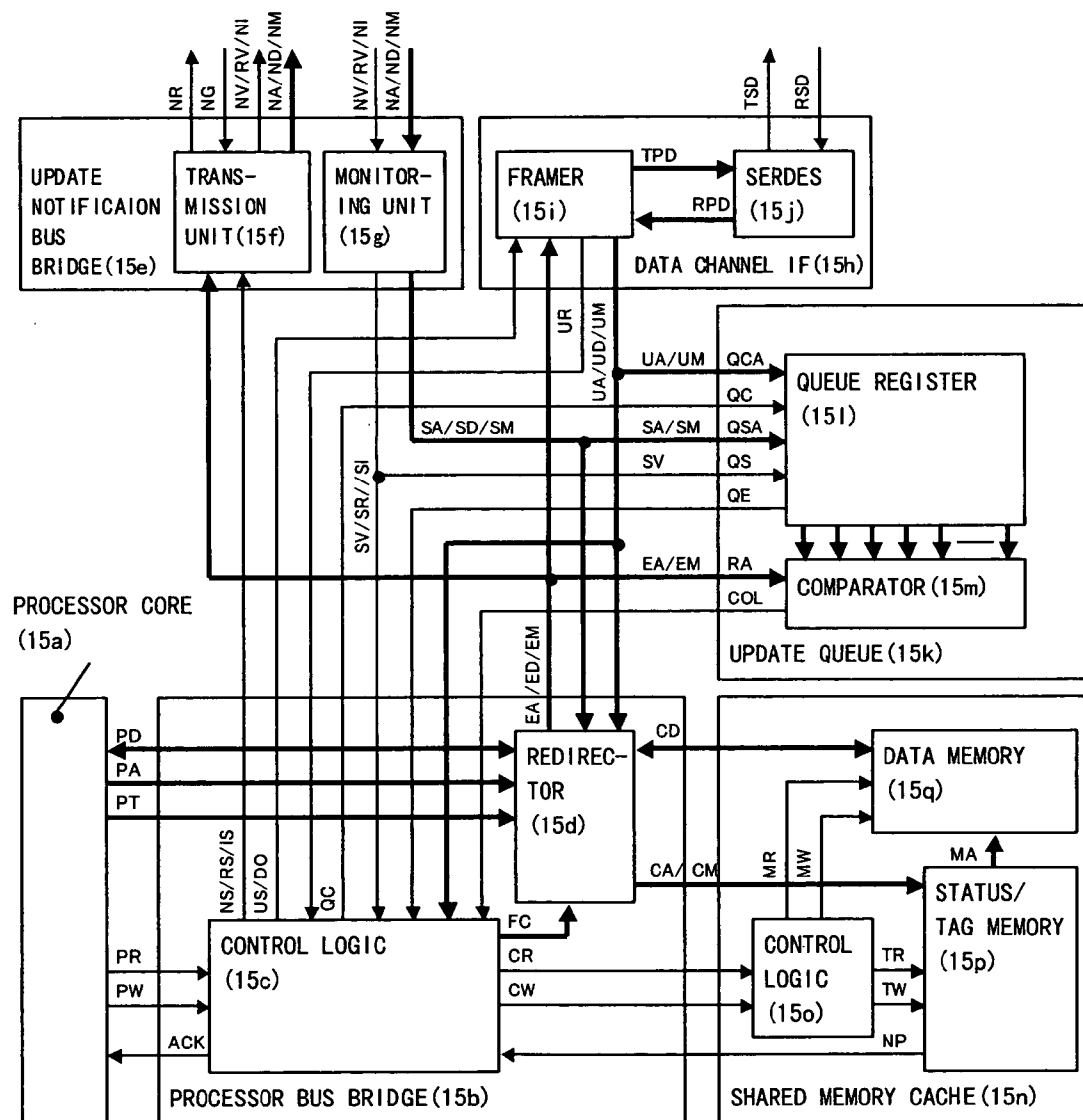 NR
NG
NV/RV/NI
NA/ND/NM
NV/RV/NI
NA/ND/NM
TSD
RSD
UPDATE
NOTIFICAION
BUS
BRIDGE(15e)
TRANS-
MISSION
UNIT(15f)
MONITOR-
ING UNIT
(15g)
FRAMER
(15i)
TPD
RPD
SERDES
(15j)
DATA CHANNEL IF(15h)
UR
UA/UD/UM
UA/UM
QCA
QC
SA/SD/SM
SA/SM
QSA
SV
QS
QE
SV/SR//SI
QUEUE REGISTER
(15l)
EA/EM
RA
COL
COMPARATOR(15m)
UPDATE QUEUE(15k)
PROCESSOR CORE
(15a)
EA/ED/EM
PD
PA
PT
REDIREC-
TOR
(15d)
CD
DATA MEMORY
(15q)
MR
MW
MA
CA/ CM
NS/RS/IS
US/DO
QC
FC
STATUS/
TAG MEMORY
(15p)
PR
PW
ACK
CONTROL LOGIC
(15c)
CR
CW
CONTROL
LOGIC
(15o)
TR
TW
NP
PROCESSOR BUS BRIDGE(15b)
SHARED MEMORY CACHE(15n)